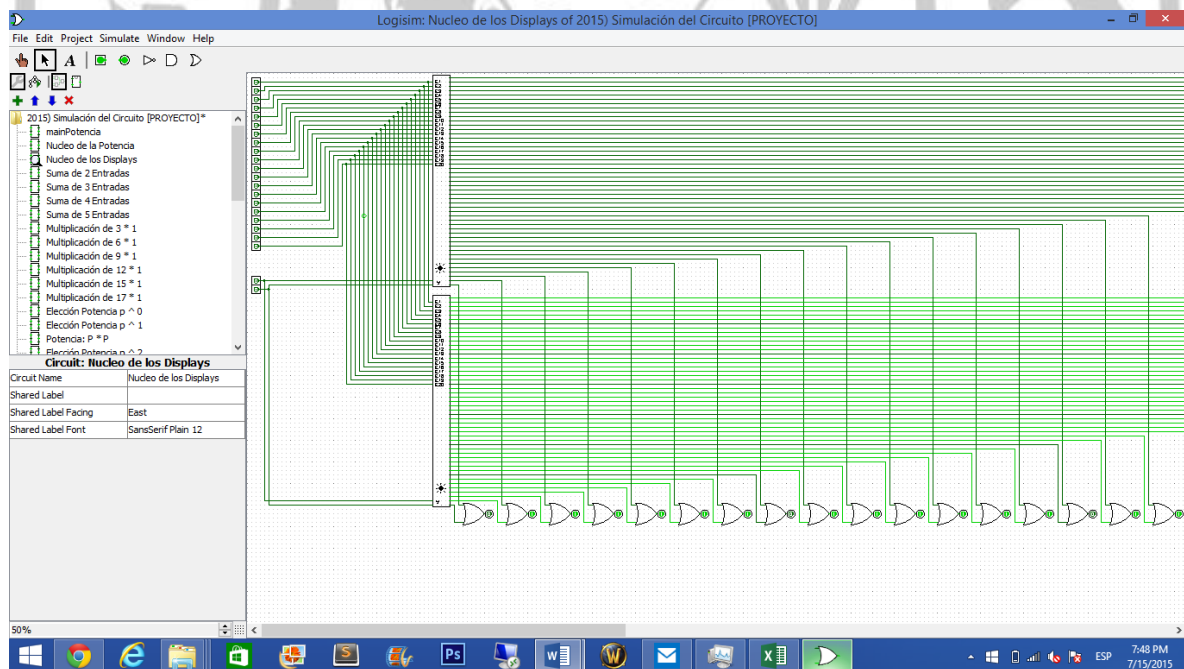 Logisim: Nucleo de los Displays of 2015) Simulación del Circuito [PROYECTO]
File Edit Project Simulate Window Help
A
2015) Simulación del Circuito [PROYECTO]*
mainPotencia
Nucleo de la Potencia
Nucleo de los Displays
Suma de 2 Entradas
Suma de 3 Entradas
Suma de 4 Entradas
Suma de 5 Entradas
Multiplicación de 3 * 1
Multiplicación de 6 * 1
Multiplicación de 9 * 1
Multiplicación de 12 * 1
Multiplicación de 15 * 1
Multiplicación de 17 * 1
Elección Potencia p ^ 0
Elección Potencia p ^ 1
Potencia: P * P
Elección Potencia p ^ 2
Circuit: Nucleo de los Displays
Circuit Name Nucleo de los Displays
Shared Label
Shared Label Facing East
Shared Label Font SansSerif Plain 12
50%
S
Ps
W
ESP
7:48 PM
7/15/2015